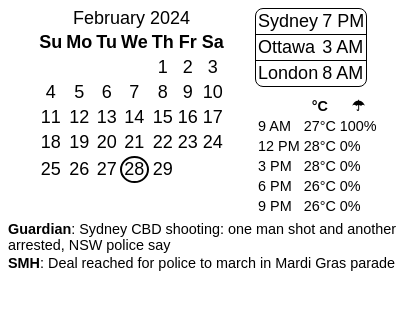 February 2024
Su Mo Tu We Th Fr Sa
1 2 3
4 5 6 7 8 9 10
11 12 13 14 15 16 17
18 19 20 21 22 23 24
25 26 27 28 29
Sydney 7 PM
Ottawa 3 AM
London 8 AM
°C ☂
9 AM 27°C 100%
12 PM 28°C 0%
3 PM 28°C 0%
6 PM 26°C 0%
9 PM 26°C 0%
Guardian: Sydney CBD shooting: one man shot and another
arrested, NSW police say
SMH: Deal reached for police to march in Mardi Gras parade